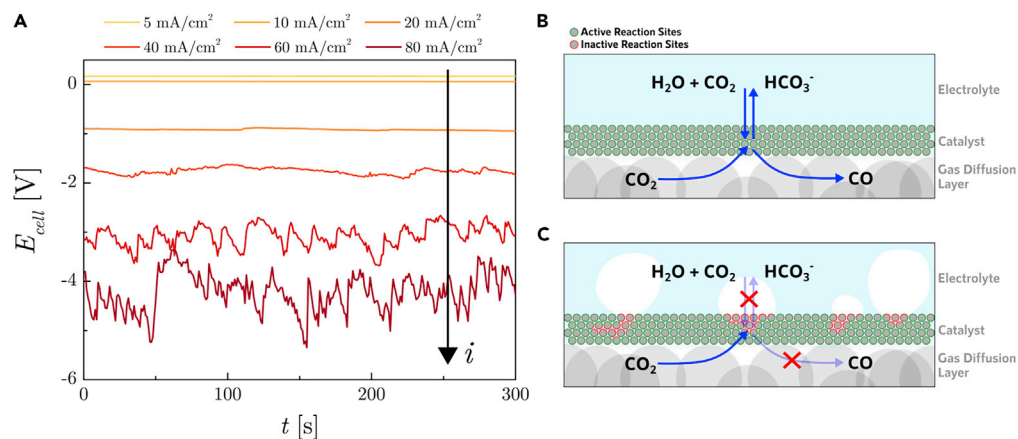 A
5 mA/cm² 10 mA/cm² 20 mA/cm²
40 mA/cm² 60 mA/cm² 80 mA/cm²
0
-2
-4
-6
E_cell [V]
0 100 200 300
t [s]
i
B
Active Reaction Sites
Inactive Reaction Sites
H₂O + CO₂ HCO₃⁻
Electrolyte
Catalyst
CO₂ CO
Gas Diffusion
Layer
C
H₂O + CO₂ HCO₃⁻
Electrolyte
Catalyst
CO₂ CO
Gas Diffusion
Layer